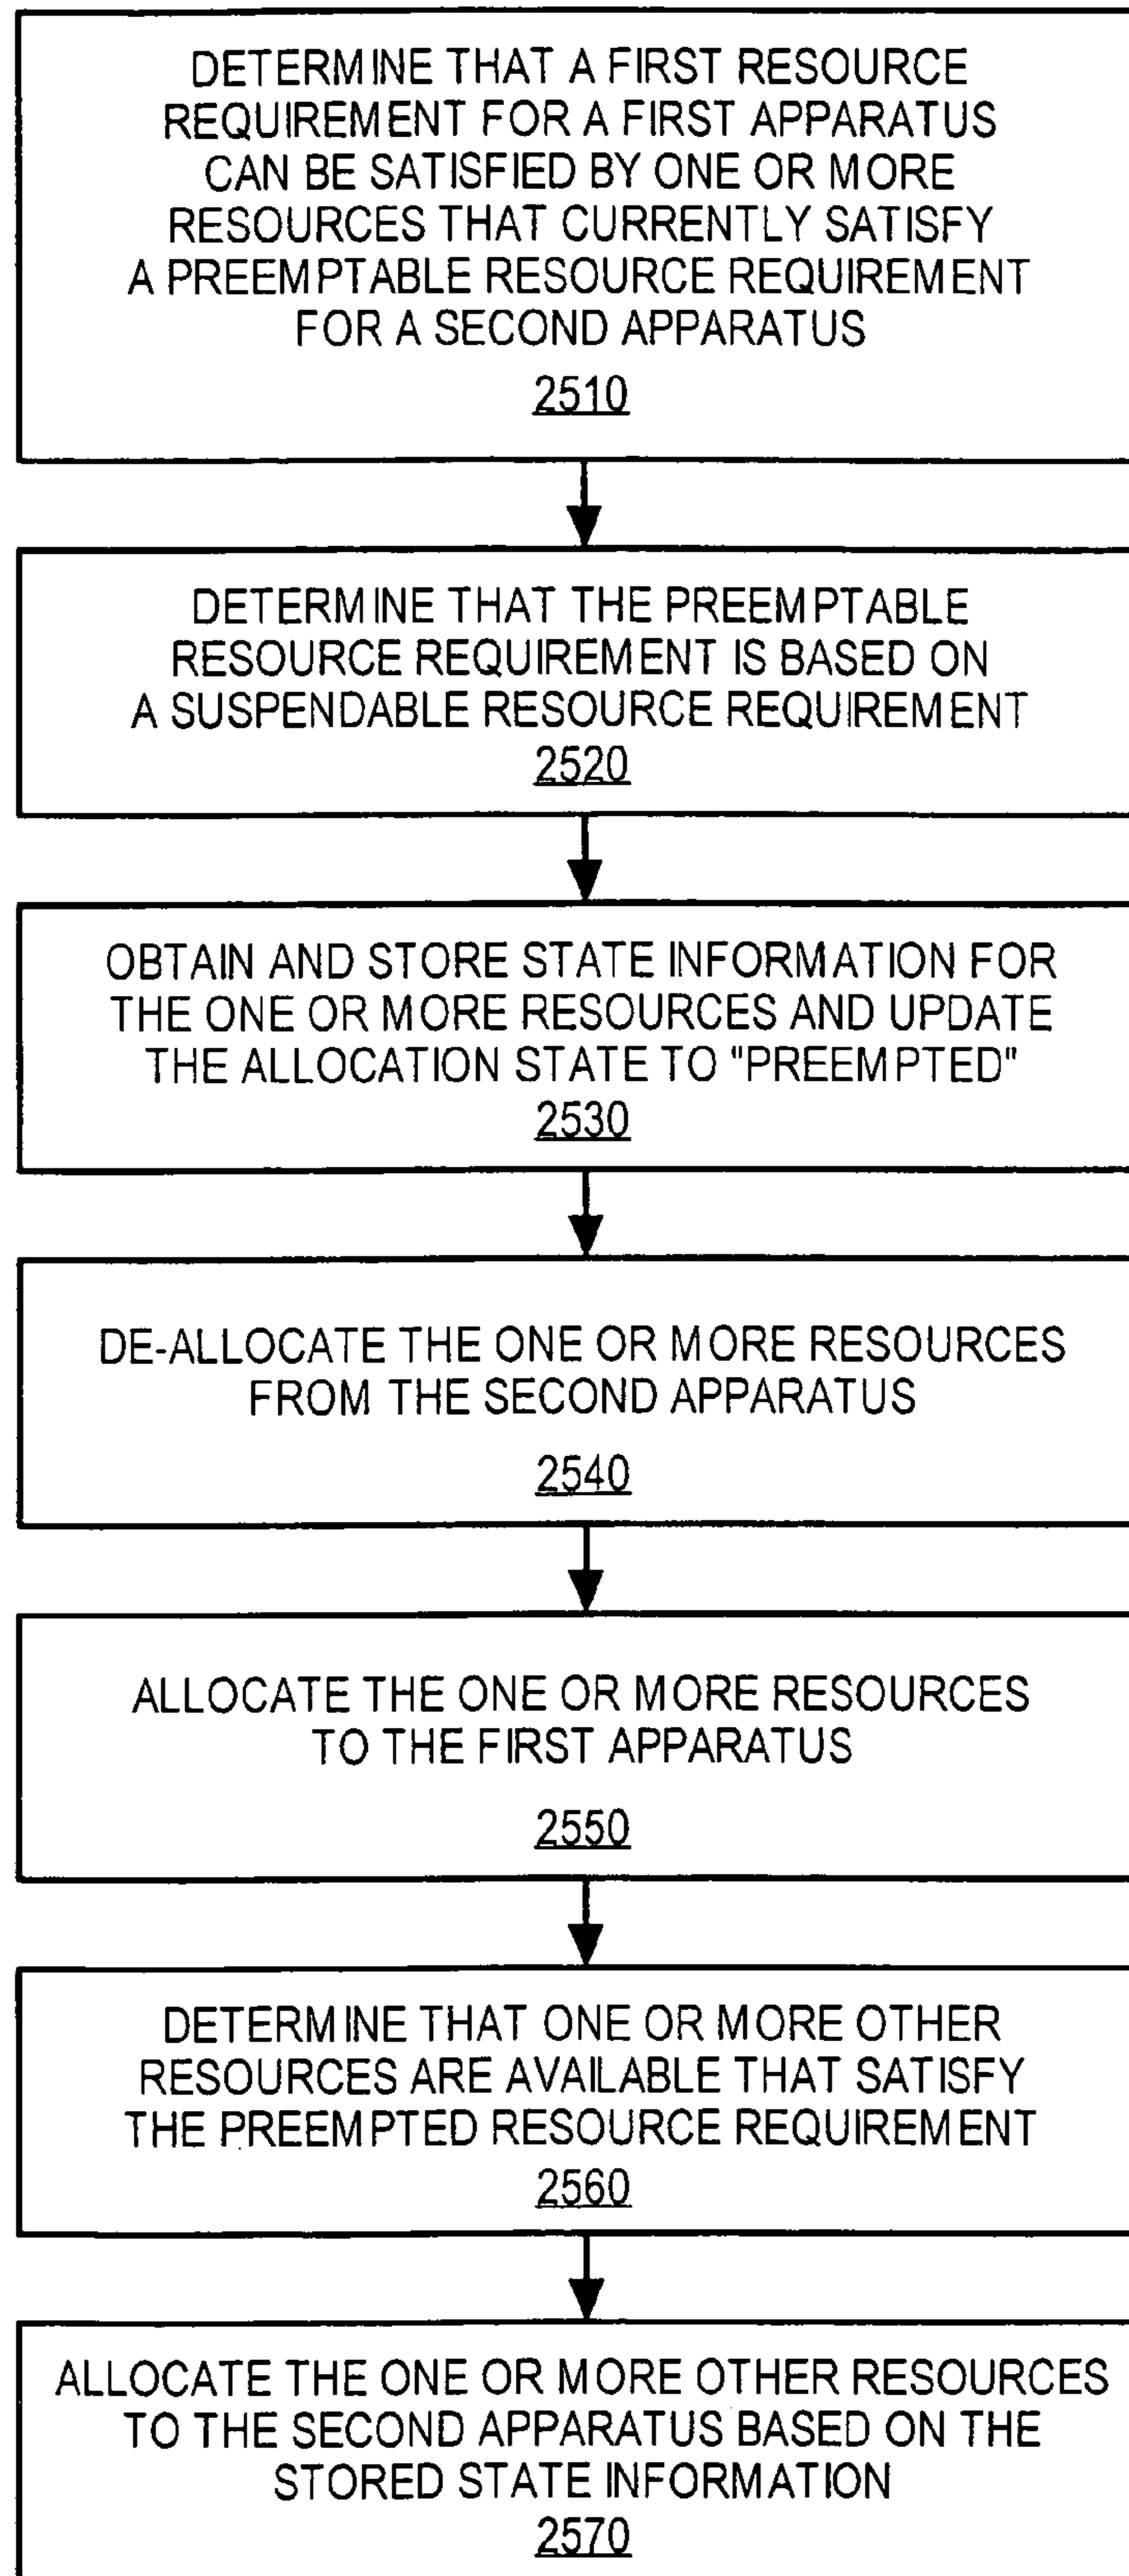 DETERMINE THAT A FIRST RESOURCE
REQUIREMENT FOR A FIRST APPARATUS
CAN BE SATISFIED BY ONE OR MORE
RESOURCES THAT CURRENTLY SATISFY
A PREEMPTABLE RESOURCE REQUIREMENT
FOR A SECOND APPARATUS
2510
DETERMINE THAT THE PREEMPTABLE
RESOURCE REQUIREMENT IS BASED ON
A SUSPENDABLE RESOURCE REQUIREMENT
2520
OBTAIN AND STORE STATE INFORMATION FOR
THE ONE OR MORE RESOURCES AND UPDATE
THE ALLOCATION STATE TO "PREEMPTED"
2530
DE-ALLOCATE THE ONE OR MORE RESOURCES
FROM THE SECOND APPARATUS
2540
ALLOCATE THE ONE OR MORE RESOURCES
TO THE FIRST APPARATUS
2550
DETERMINE THAT ONE OR MORE OTHER
RESOURCES ARE AVAILABLE THAT SATISFY
THE PREEMPTED RESOURCE REQUIREMENT
2560
ALLOCATE THE ONE OR MORE OTHER RESOURCES
TO THE SECOND APPARATUS BASED ON THE
STORED STATE INFORMATION
2570